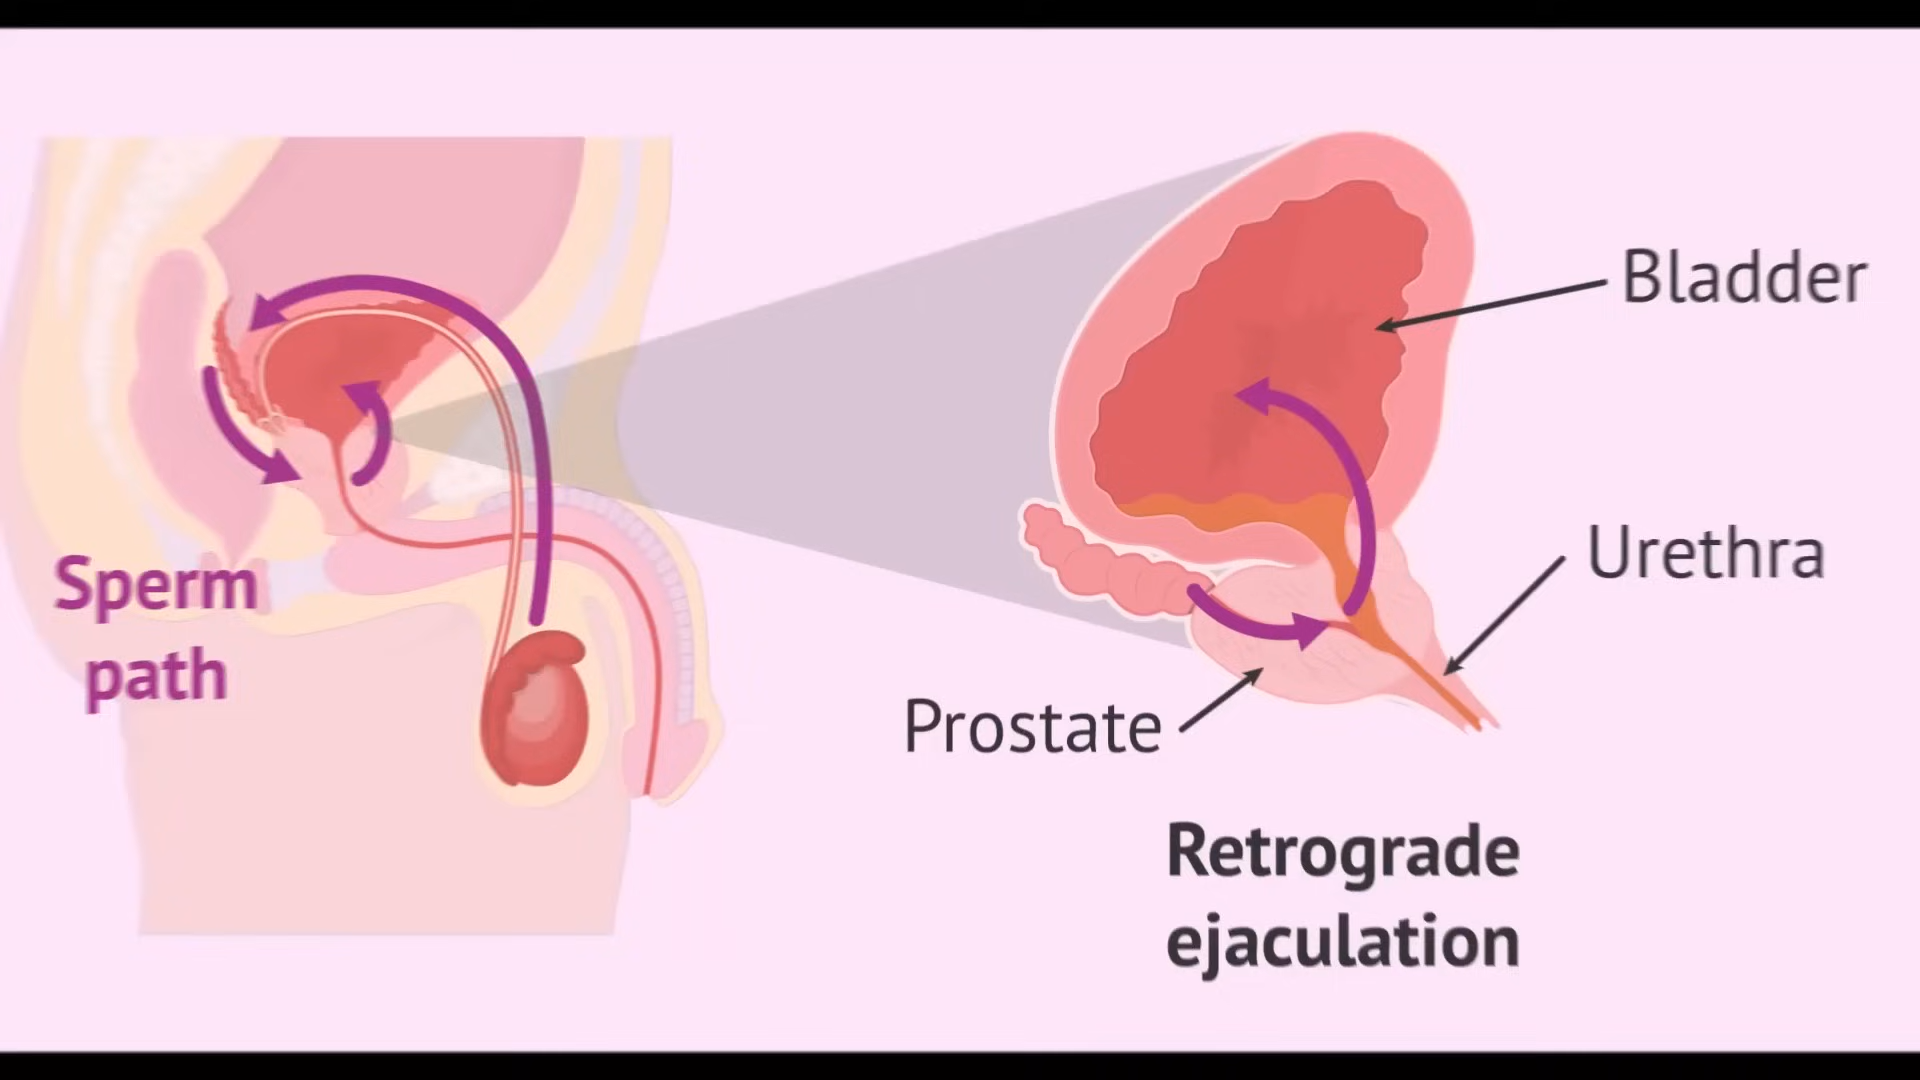 Sperm
path
Bladder
Urethra
Prostate
Retrograde
ejaculation